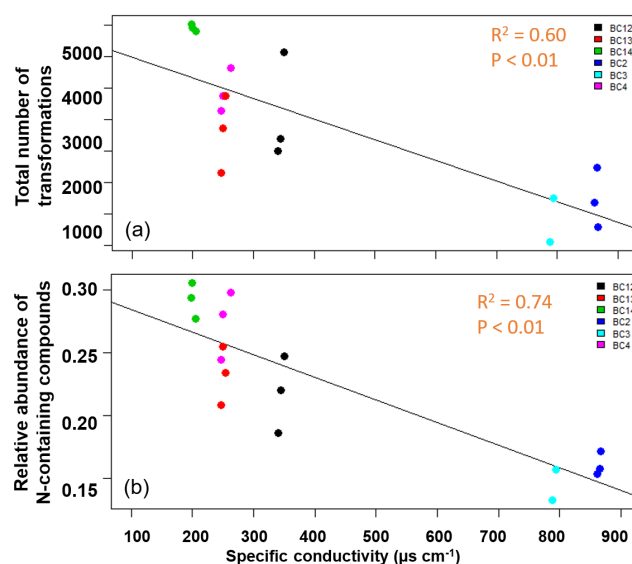 R² = 0.60
P < 0.01
BC12
BC13
BC14
BC2
BC3
BC4
5000
4000
3000
2000
1000
Total number of
transformations
(a)
R² = 0.74
P < 0.01
BC12
BC13
BC14
BC2
BC3
BC4
0.30
0.25
0.20
0.15
Relative abundance of
N-containing compounds
(b)
100 200 300 400 500 600 700 800 900
Specific conductivity (µs cm⁻¹)